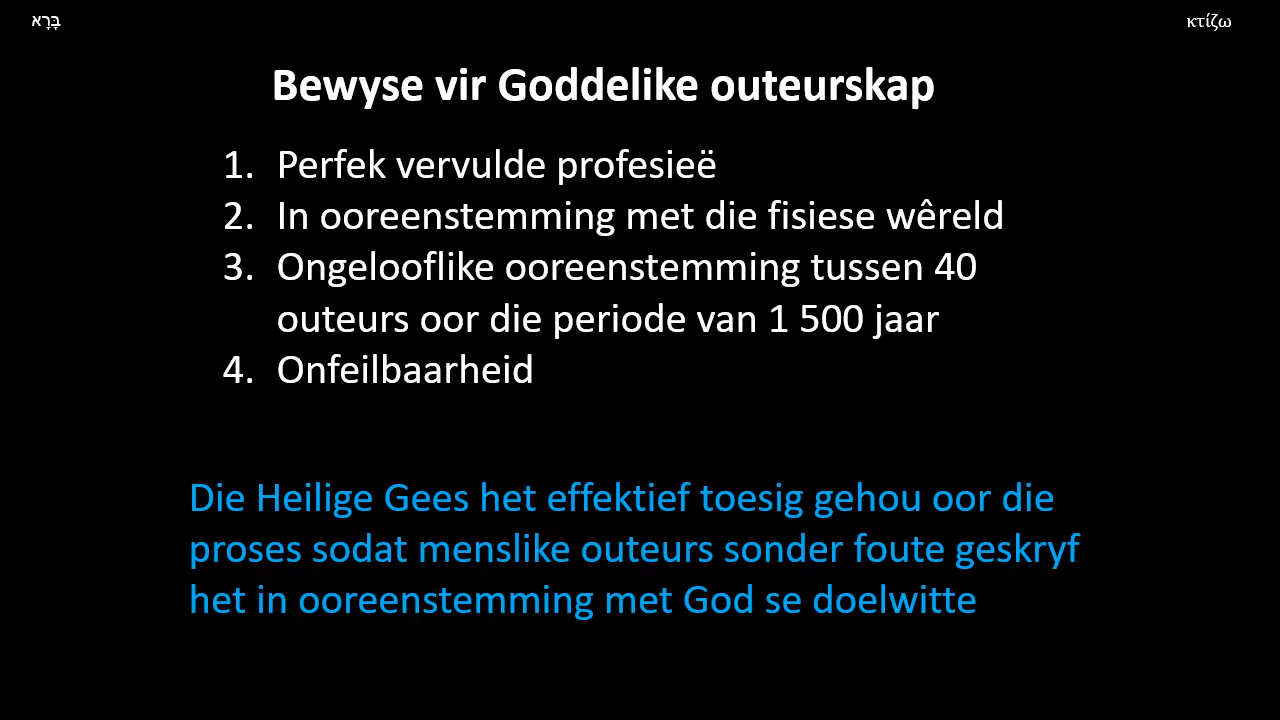 בָּרָא
κτίζω
Bewyse vir Goddelike outeurskap
1. Perfek vervulde profesieë
2. In ooreenstemming met die fisiese wêreld
3. Ongelooflike ooreenstemming tussen 40
outeurs oor die periode van 1 500 jaar
4. Onfeilbaarheid
Die Heilige Gees het effektief toesig gehou oor die
proses sodat menslike outeurs sonder foute geskryf
het in ooreenstemming met God se doelwitte